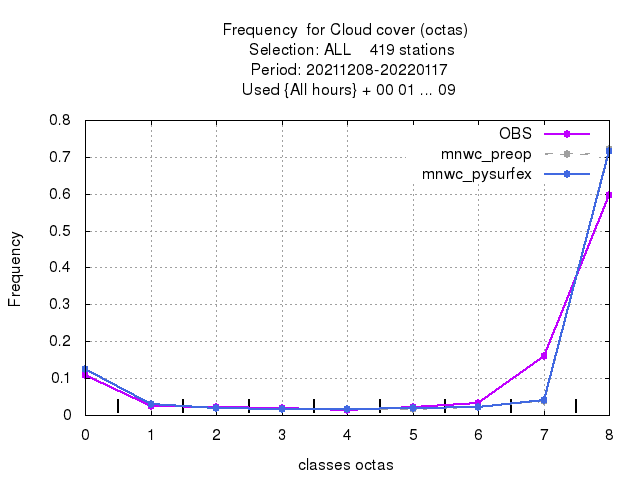 Frequency  for Cloud cover (octas)
Selection: ALL    419 stations
Period: 20211208-20220117
Used {All hours} + 00 01 ... 09
0.8
0.7
0.6
0.5
0.4
0.3
0.2
0.1
0
Frequency
OBS
mnwc_preop
mnwc_pysurfex
0 1 2 3 4 5 6 7 8
classes octas